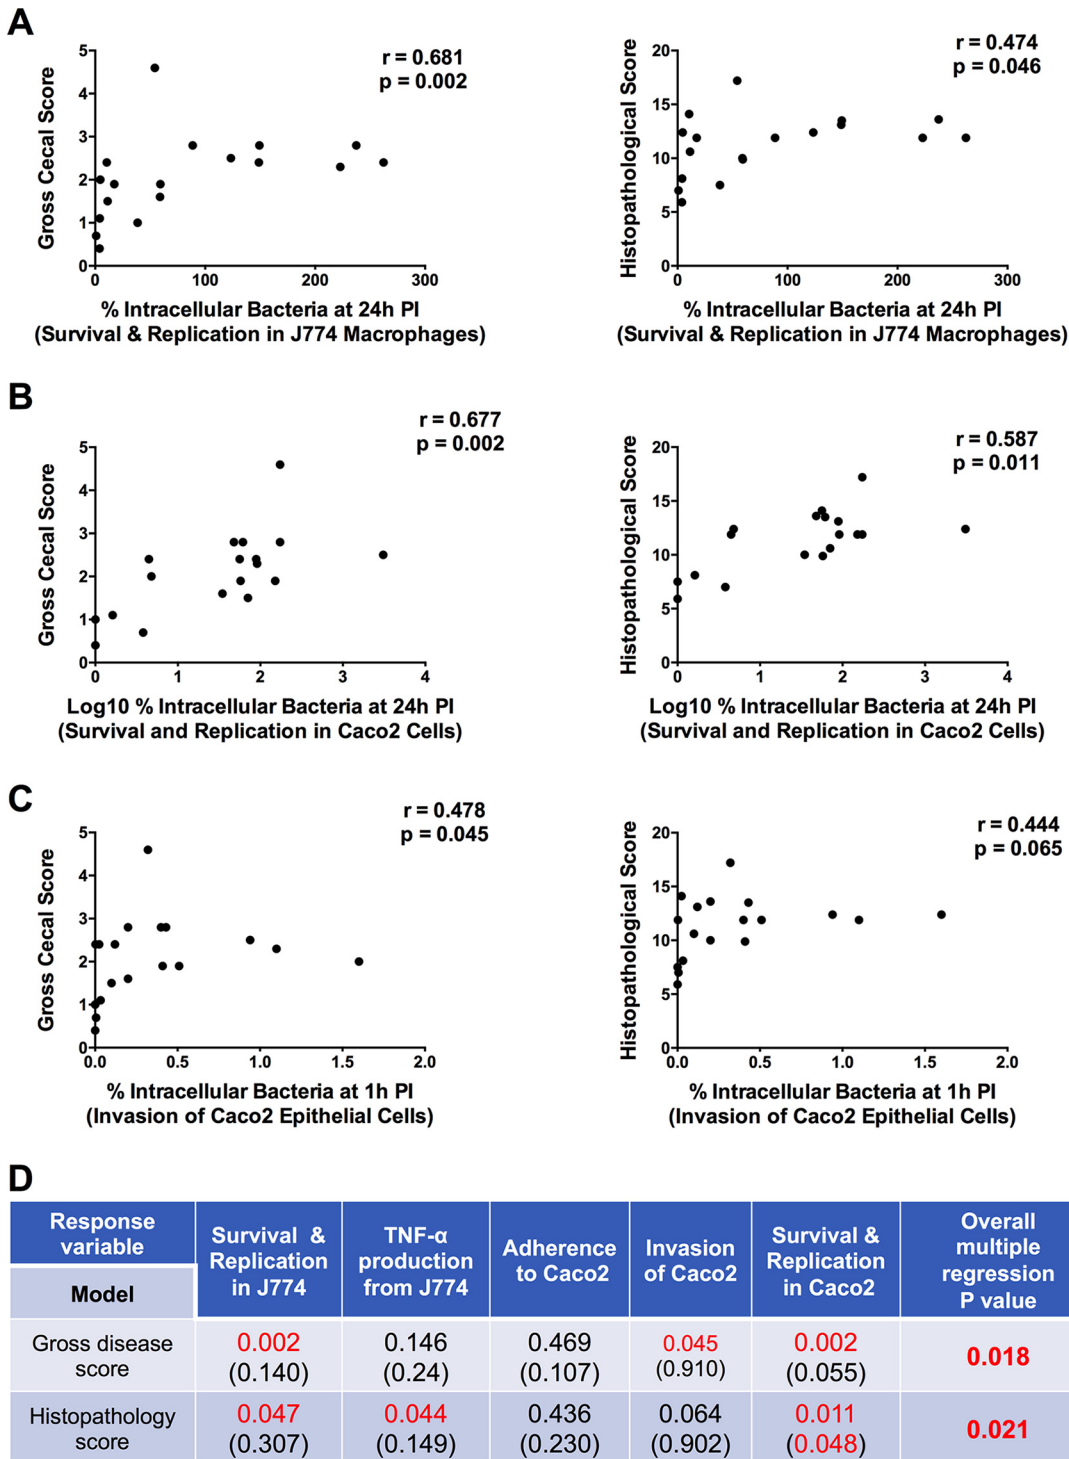 A
r = 0.681
p = 0.002
Gross Cecal Score
5
4
3
2
1
0
0
100
200
300
% Intracellular Bacteria at 24h PI
(Survival & Replication in J774 Macrophages)
r = 0.474
p = 0.046
Histopathological Score
20
15
10
5
0
0
100
200
300
% Intracellular Bacteria at 24h PI
(Survival & Replication in J774 Macrophages)
B
r = 0.677
p = 0.002
Gross Cecal Score
5
4
3
2
1
0
0
1
2
3
4
Log10 % Intracellular Bacteria at 24h PI
(Survival and Replication in Caco2 Cells)
r = 0.587
p = 0.011
Histopathological Score
20
15
10
5
0
0
1
2
3
4
Log10 % Intracellular Bacteria at 24h PI
(Survival and Replication in Caco2 Cells)
C
r = 0.478
p = 0.045
Gross Cecal Score
5
4
3
2
1
0
0.0
0.5
1.0
1.5
2.0
% Intracellular Bacteria at 1h PI
(Invasion of Caco2 Epithelial Cells)
r = 0.444
p = 0.065
Histopathological Score
20
15
10
5
0
0.0
0.5
1.0
1.5
2.0
% Intracellular Bacteria at 1h PI
(Invasion of Caco2 Epithelial Cells)
D
Response
variable
Model
Survival &
Replication
in J774
TNF-α
production
from J774
Adherence
to Caco2
Invasion
of Caco2
Survival &
Replication
in Caco2
Overall
multiple
regression
P value
Gross disease
score
0.002
(0.140)
0.146
(0.24)
0.469
(0.107)
0.045
(0.910)
0.002
(0.055)
0.018
Histopathology
score
0.047
(0.307)
0.044
(0.149)
0.436
(0.230)
0.064
(0.902)
0.011
(0.048)
0.021